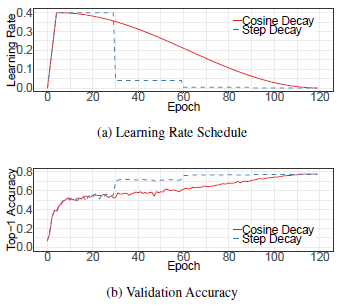 Learning Rate
0.4
0.3
0.2
0.1
0.0
Cosine Decay
Step Decay
0 20 40 60 80 100 120
Epoch
(a) Learning Rate Schedule
Top-1 Accuracy
0.8
0.6
0.4
0.2
0.0
Cosine Decay
Step Decay
0 20 40 60 80 100 120
Epoch
(b) Validation Accuracy